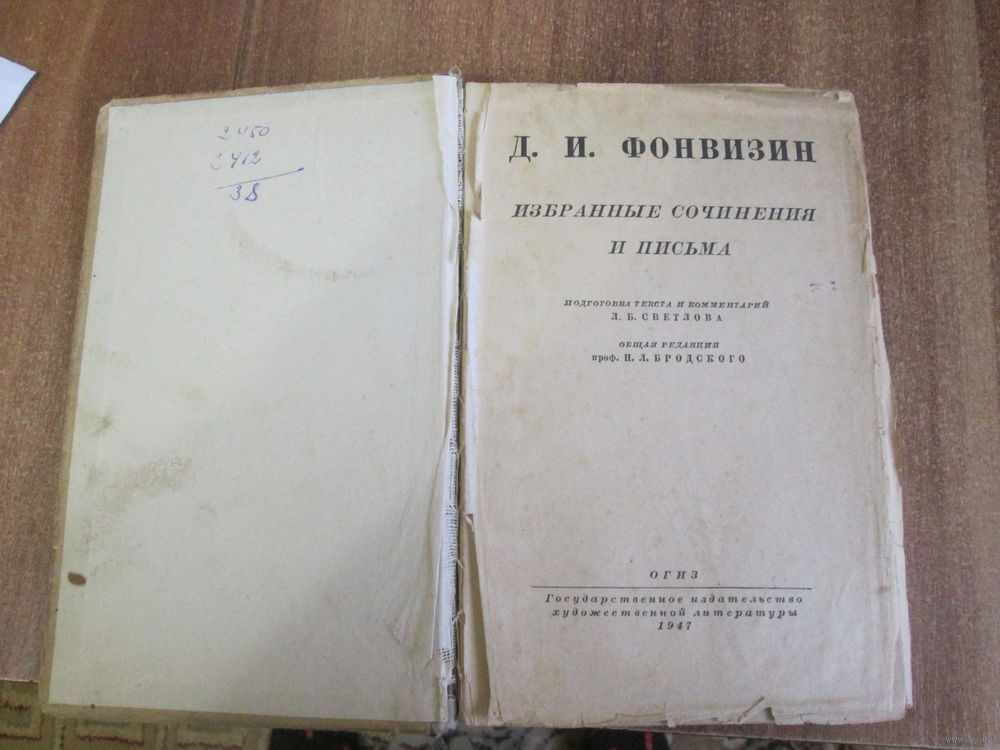 2450
2412
38
Д. И. ФОНВИЗИН
ИЗБРАННЫЕ СОЧИНЕНИЯ
И ПИСЬМА
ПОДГОТОВКА ТЕКСТА И КОММЕНТАРИЙ
Л. Б. СВЕТЛОВА
ОБЩАЯ РЕДАКЦИЯ
проф. Н. Л. БРОДСКОГО
ОГИЗ
Государственное издательство
художественной литературы
1947